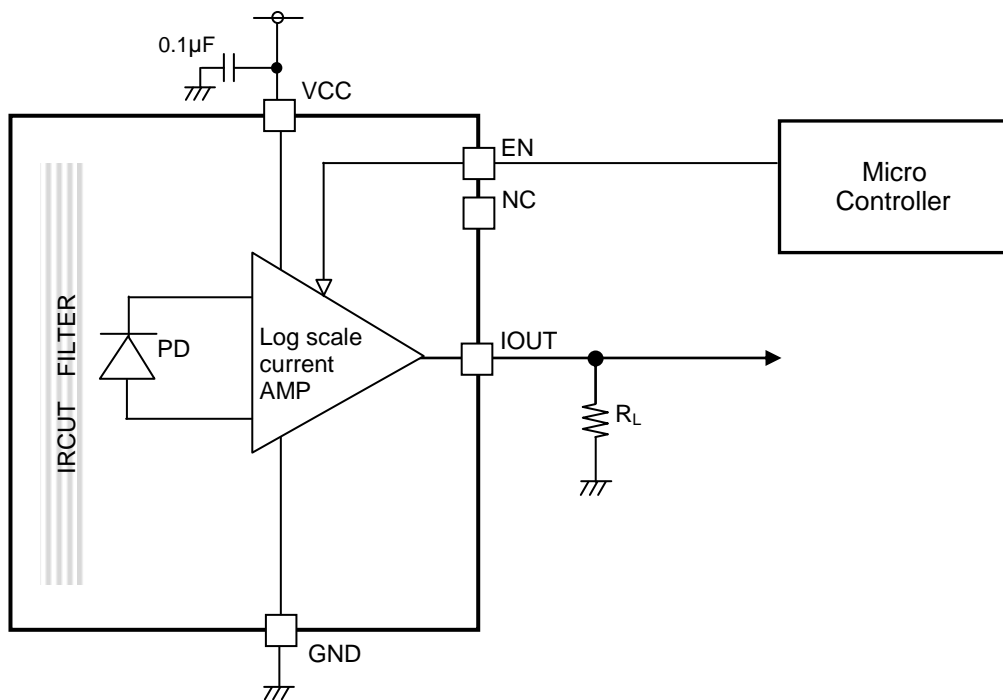 0.1µF
VCC
EN
NC
Micro
Controller
IRCUT FILTER
PD
Log scale
current
AMP
IOUT
RL
GND